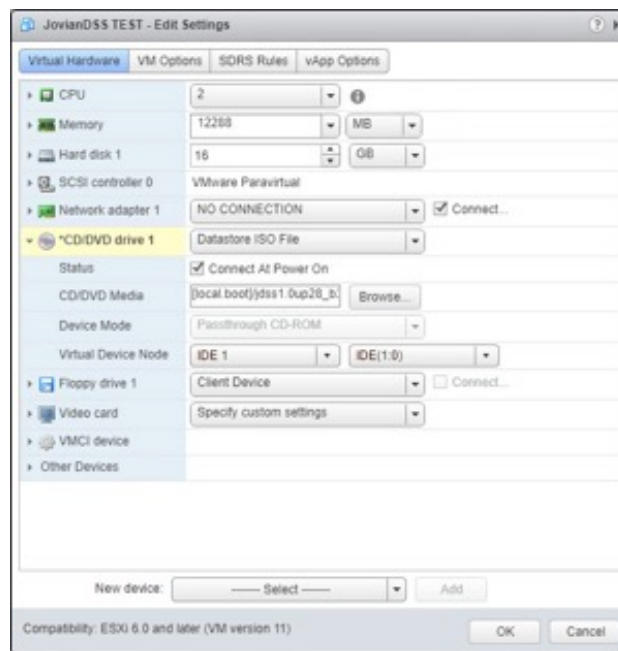 JovianDSS TEST - Edit Settings
Virtual Hardware VM Options SDRS Rules vApp Options
CPU 2
Memory 12288 MB
Hard disk 1 16 GB
SCSI controller 0 VMware Paravirtual
Network adapter 1 NO CONNECTION Connect...
*CD/DVD drive 1 Datastore ISO File
Status Connect At Power On
CD/DVD Media [local.boot]/jdss1.0up28_b Browse...
Device Mode Passthrough CD-ROM
Virtual Device Node IDE 1 IDE(1:0)
Floppy drive 1 Client Device Connect...
Video card Specify custom settings
VMCI device
Other Devices
New device: ------- Select ------- Add
Compatibility: ESXi 6.0 and later (VM version 11) OK Cancel